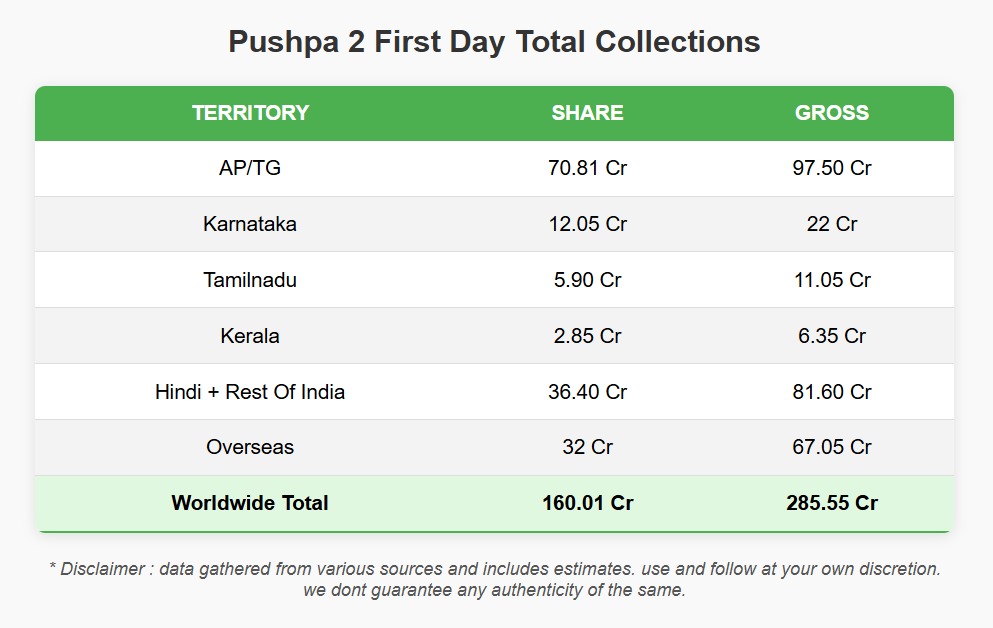 Pushpa 2 First Day Total Collections
TERRITORY SHARE GROSS
AP/TG 70.81 Cr 97.50 Cr
Karnataka 12.05 Cr 22 Cr
Tamilnadu 5.90 Cr 11.05 Cr
Kerala 2.85 Cr 6.35 Cr
Hindi + Rest Of India 36.40 Cr 81.60 Cr
Overseas 32 Cr 67.05 Cr
Worldwide Total 160.01 Cr 285.55 Cr
* Disclaimer : data gathered from various sources and includes estimates. use and follow at your own discretion.
we dont guarantee any authenticity of the same.